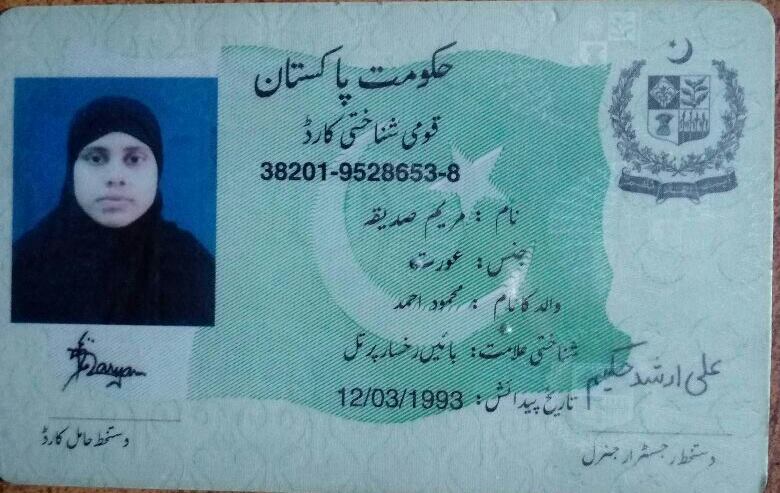 حکومت پاکستان
قومی شناختی کارڈ
38201-9528653-8
نام : مریم صدیقہ
جنس : عورت
والد کا نام : محمود احمد
شناختی علامت : بائیں رخسار پر تل
تاریخ پیدائش : 12/03/1993
علی ارشد حکیم
دستخط حامل کارڈ
دستخط رجسٹرار جنرل